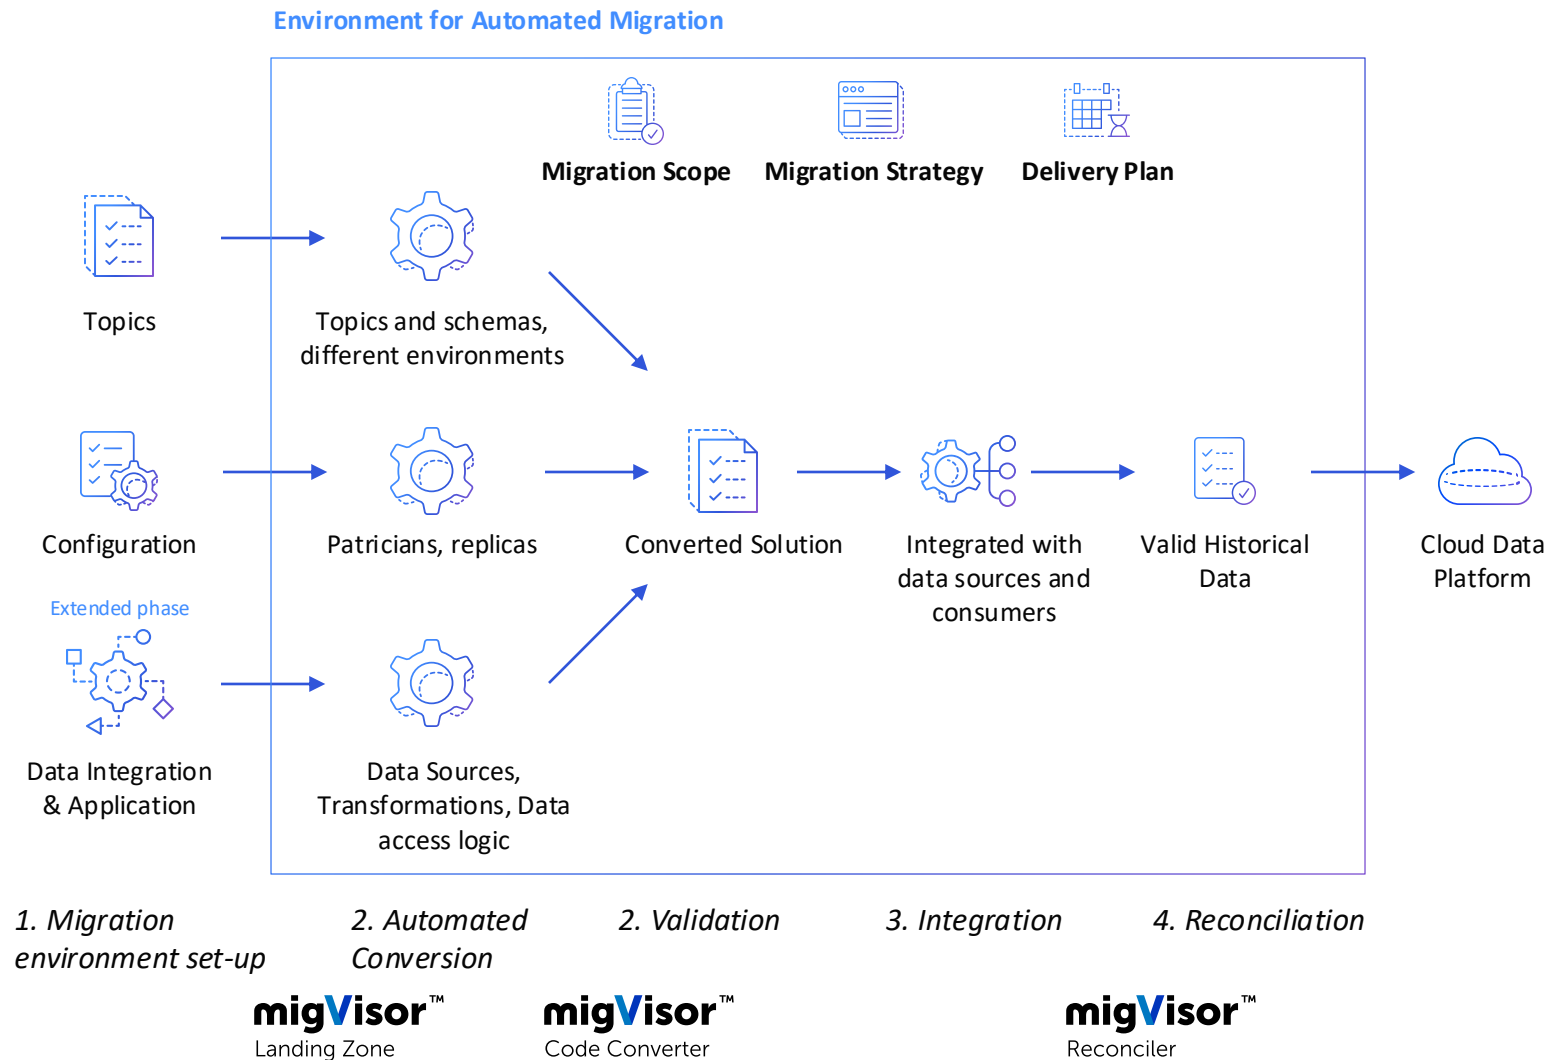 Environment for Automated Migration
Migration Scope
Migration Strategy
Delivery Plan
Topics
Topics and schemas,
different environments
Configuration
Patricians, replicas
Converted Solution
Integrated with
data sources and
consumers
Valid Historical
Data
Cloud Data
Platform
Extended phase
Data Integration
& Application
Data Sources,
Transformations, Data
access logic
1. Migration
environment set-up
2. Automated
Conversion
2. Validation
3. Integration
4. Reconciliation
migVisor™
Landing Zone
migVisor™
Code Converter
migVisor™
Reconciler